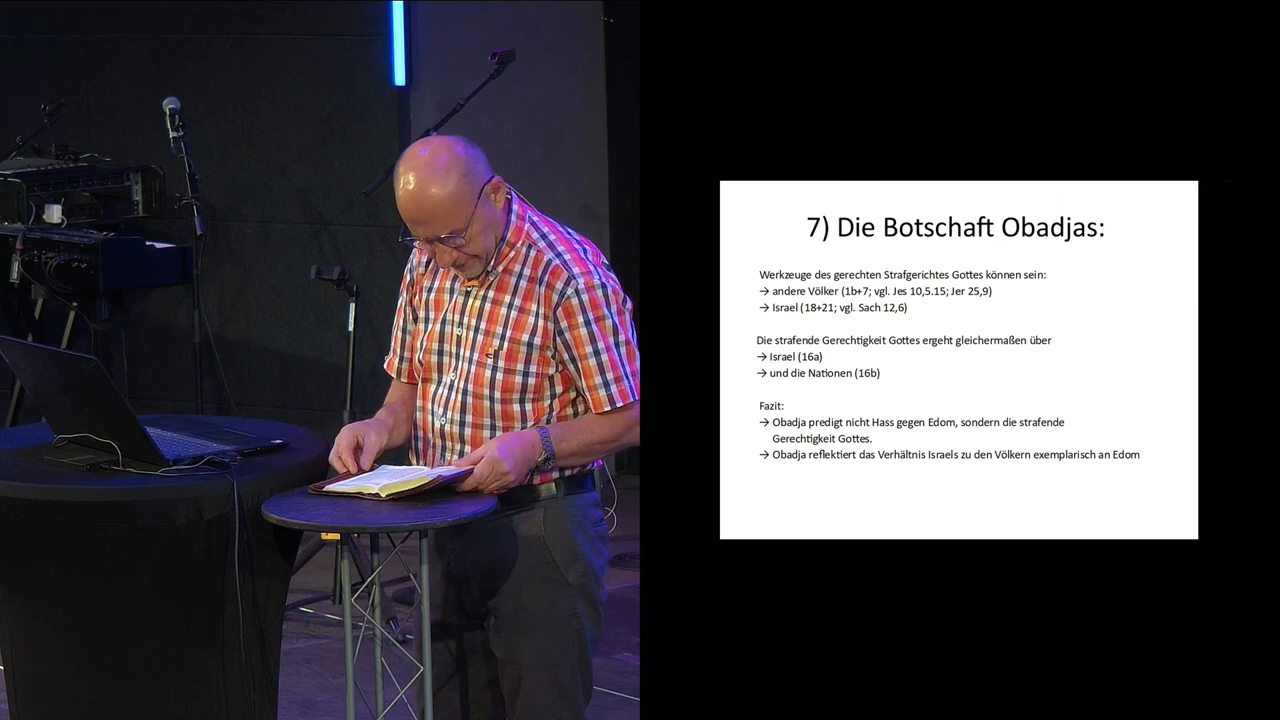 7) Die Botschaft Obadjas:
Werkzeuge des gerechten Strafgerichtes Gottes können sein:
→ andere Völker (1b+7; vgl. Jes 10,5.15; Jer 25,9)
→ Israel (18+21; vgl. Sach 12,6)
Die strafende Gerechtigkeit Gottes ergeht gleichermaßen über
→ Israel (16a)
→ und die Nationen (16b)
Fazit:
→ Obadja predigt nicht Hass gegen Edom, sondern die strafende
Gerechtigkeit Gottes.
→ Obadja reflektiert das Verhältnis Israels zu den Völkern exemplarisch an Edom